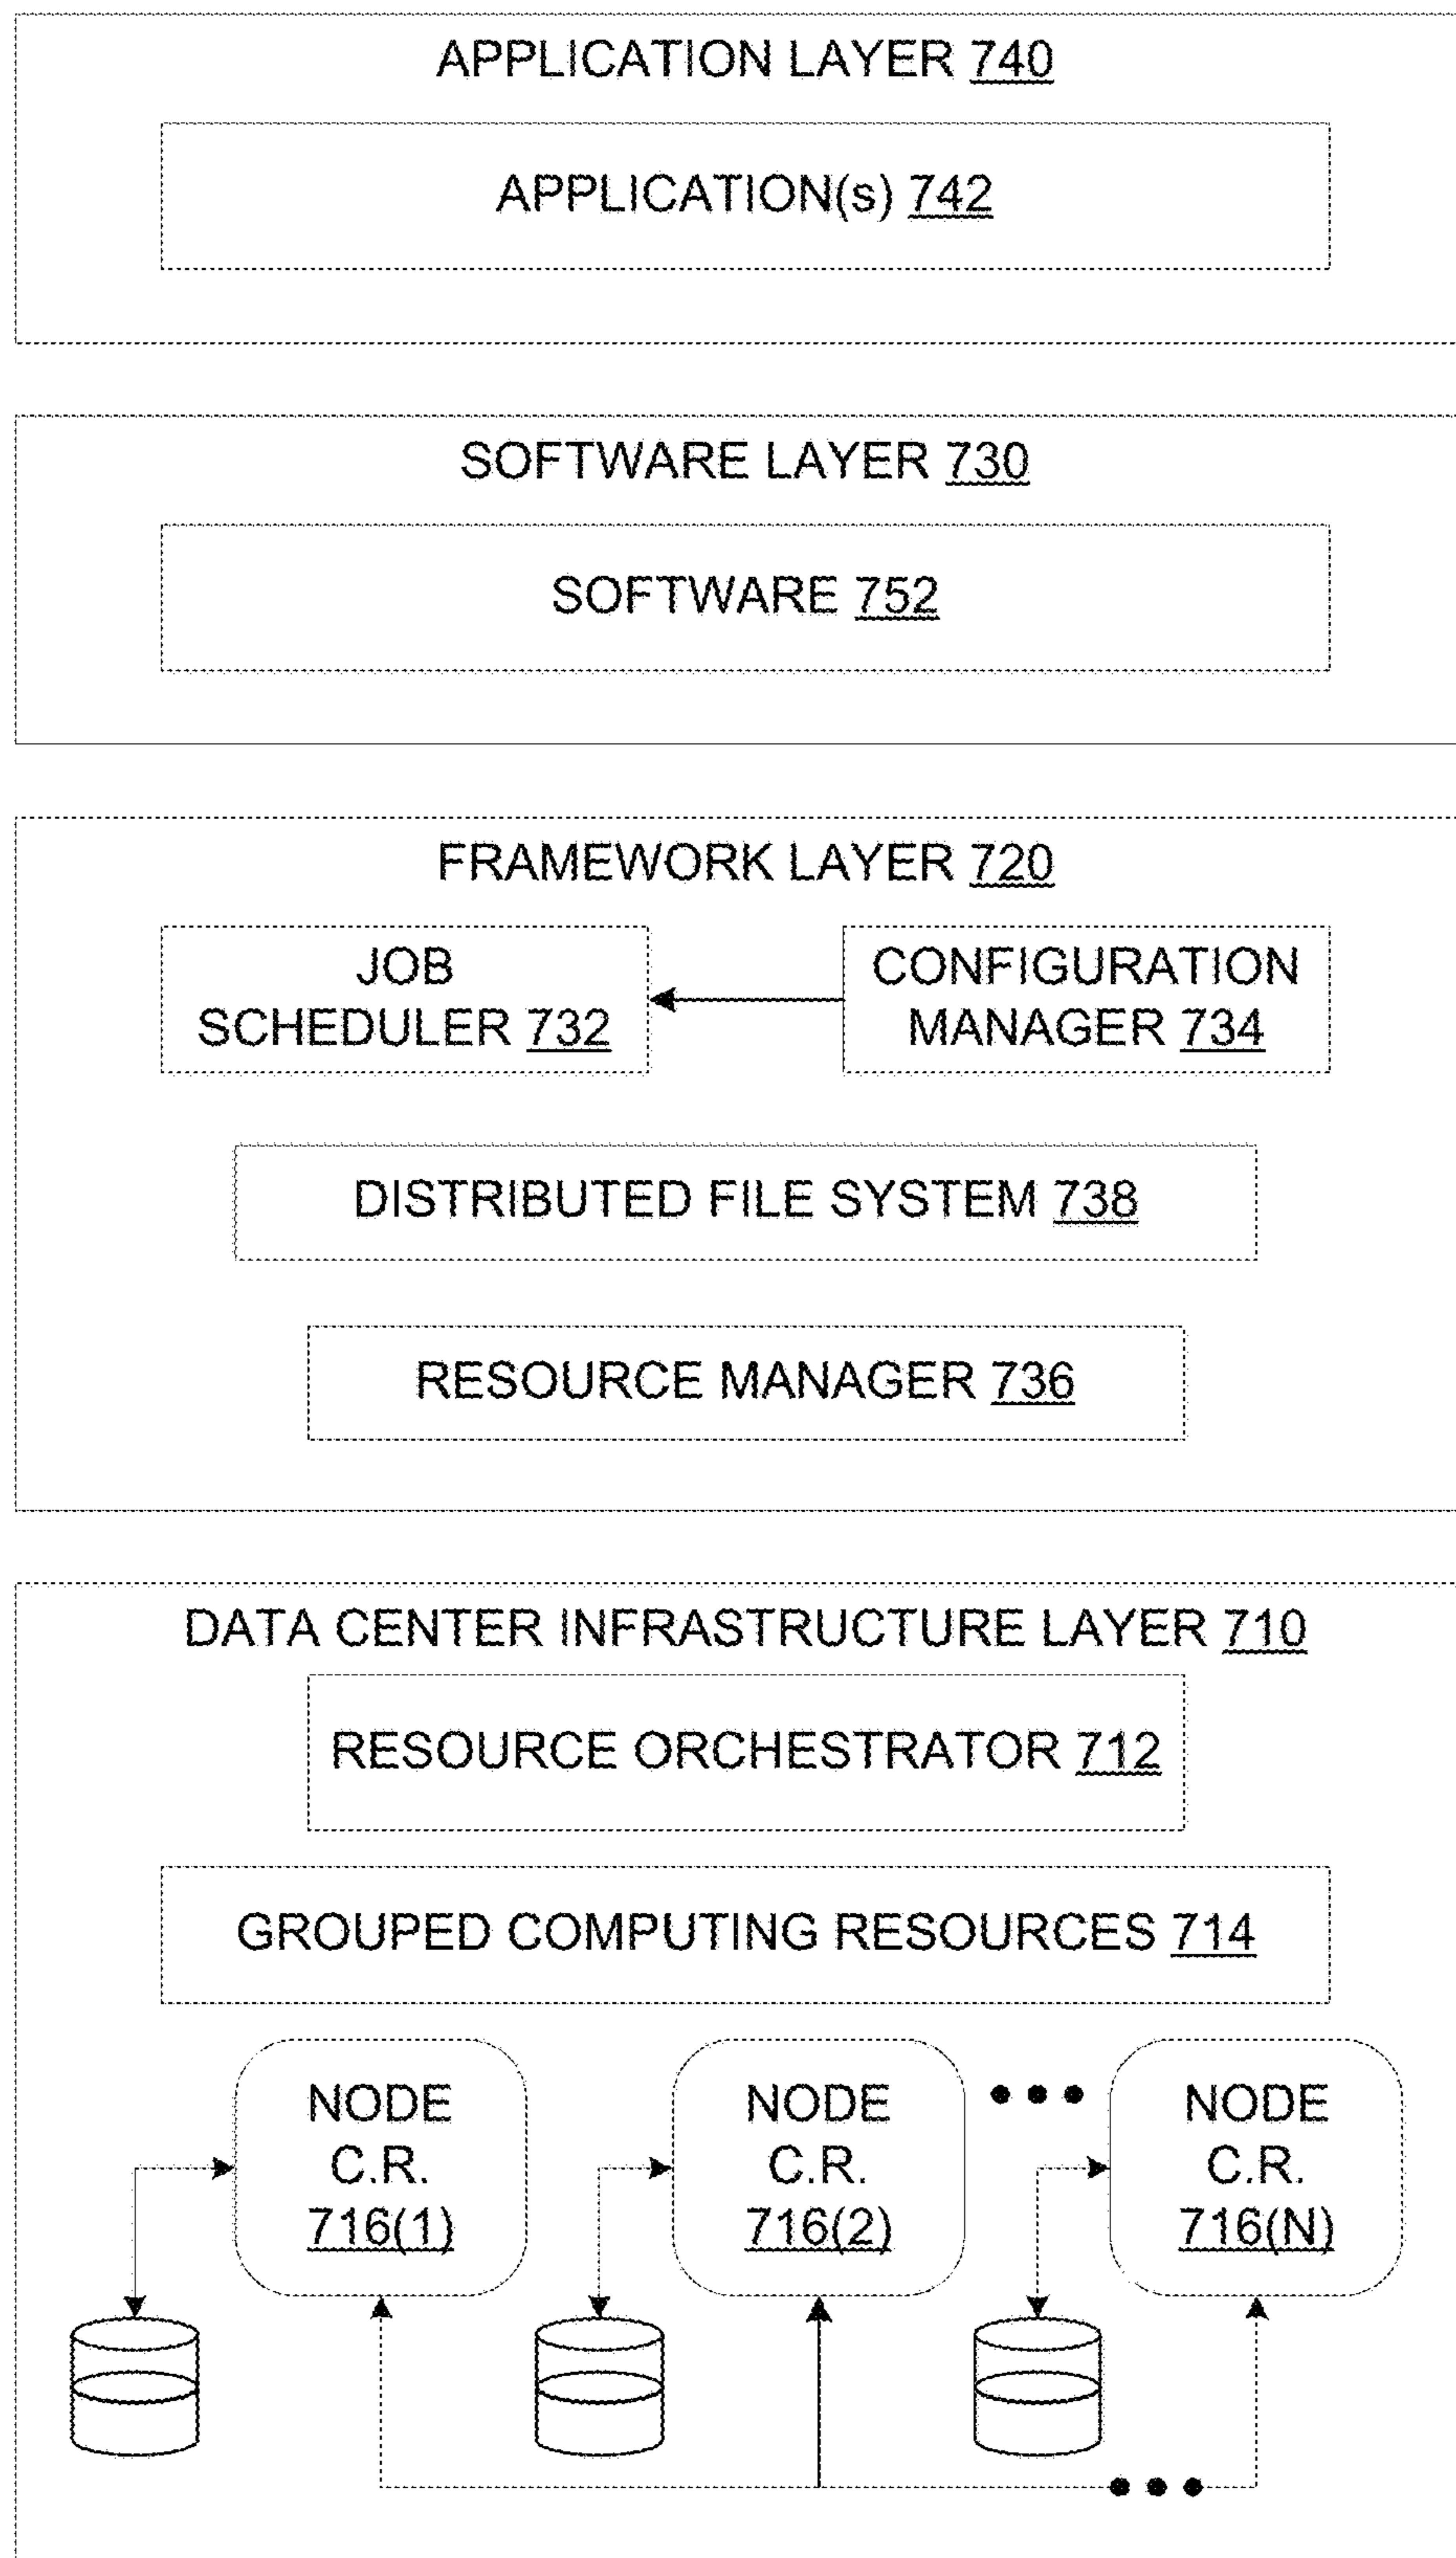 APPLICATION LAYER 740
APPLICATION(s) 742
SOFTWARE LAYER 730
SOFTWARE 752
FRAMEWORK LAYER 720
JOB
SCHEDULER 732
CONFIGURATION
MANAGER 734
DISTRIBUTED FILE SYSTEM 738
RESOURCE MANAGER 736
DATA CENTER INFRASTRUCTURE LAYER 710
RESOURCE ORCHESTRATOR 712
GROUPED COMPUTING RESOURCES 714
NODE
C.R.
716(1)
NODE
C.R.
716(2)
NODE
C.R.
716(N)